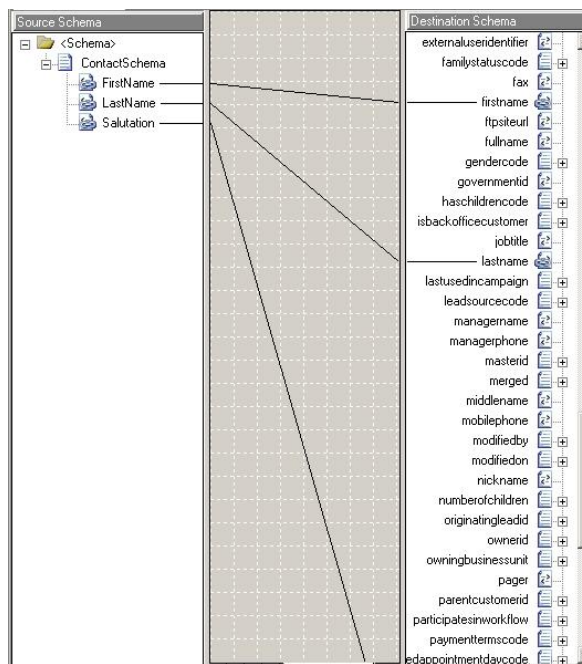 Source Schema
<Schema>
ContactSchema
FirstName
LastName
Salutation
Destination Schema
externaluseridentifier
familystatuscode
fax
firstname
ftpsiteurl
fullname
gendercode
governmentid
haschildrencode
isbackofficecustomer
jobtitle
lastname
lastusedincampaign
leadsourcecode
managername
managerphone
masterid
merged
middlename
mobilephone
modifiedby
modifiedon
nickname
numberofchildren
originatingleadid
ownerid
owningbusinessunit
pager
parentcustomerid
participatesinworkflow
paymenttermscode
edappointmentdaycode